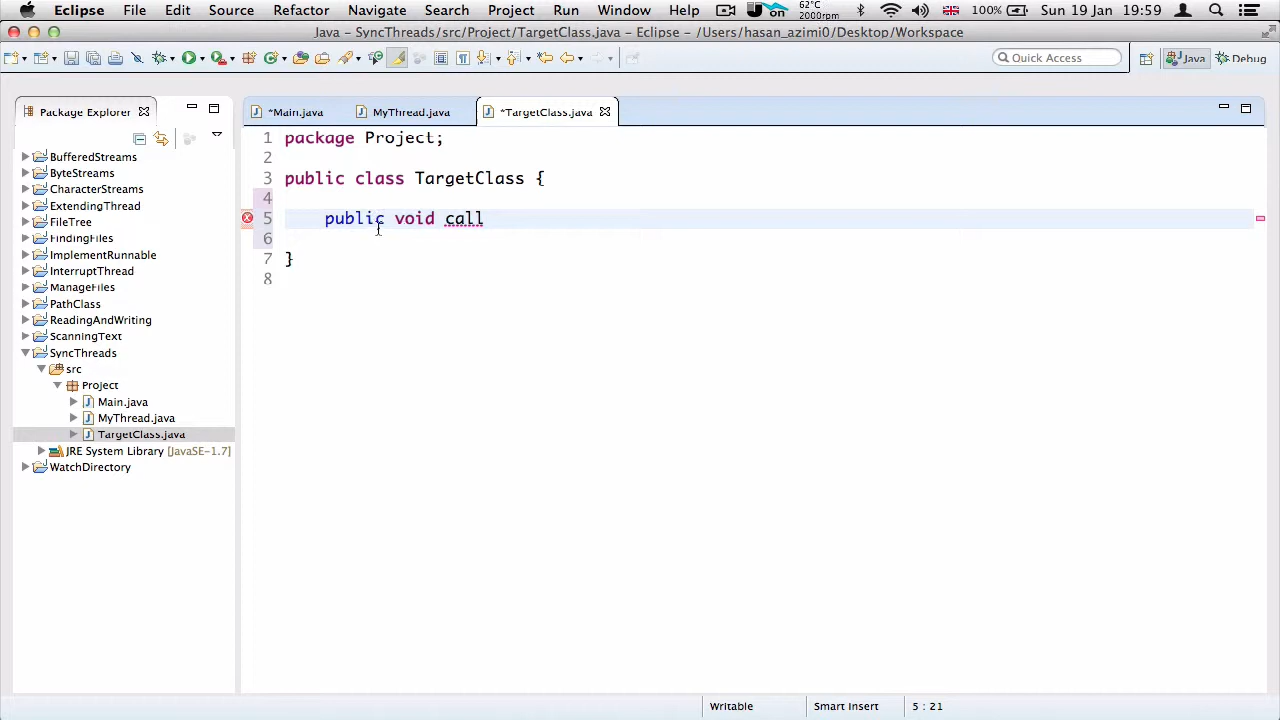 Eclipse File Edit Source Refactoring Navigate Search Project Run Window Help on 62°C 2000rpm 100% Sun 19 Jan 19:59
Java – SyncThreads/src/Project/TargetClass.java – Eclipse – /Users/hasan_azimi0/Desktop/Workspace
Quick Access Java Debug
Package Explorer
*Main.java MyThread.java *TargetClass.java
BufferedStreams
ByteStreams
CharacterStreams
ExtendingThread
FileTree
FindingFiles
ImplementRunnable
InterruptThread
ManageFiles
PathClass
ReadingAndWriting
ScanningText
SyncThreads
src
Project
Main.java
MyThread.java
TargetClass.java
JRE System Library [JavaSE-1.7]
WatchDirectory
1 package Project;
2
3 public class TargetClass {
4
5 public void call
6
7 }
8
Writable Smart Insert 5 : 21